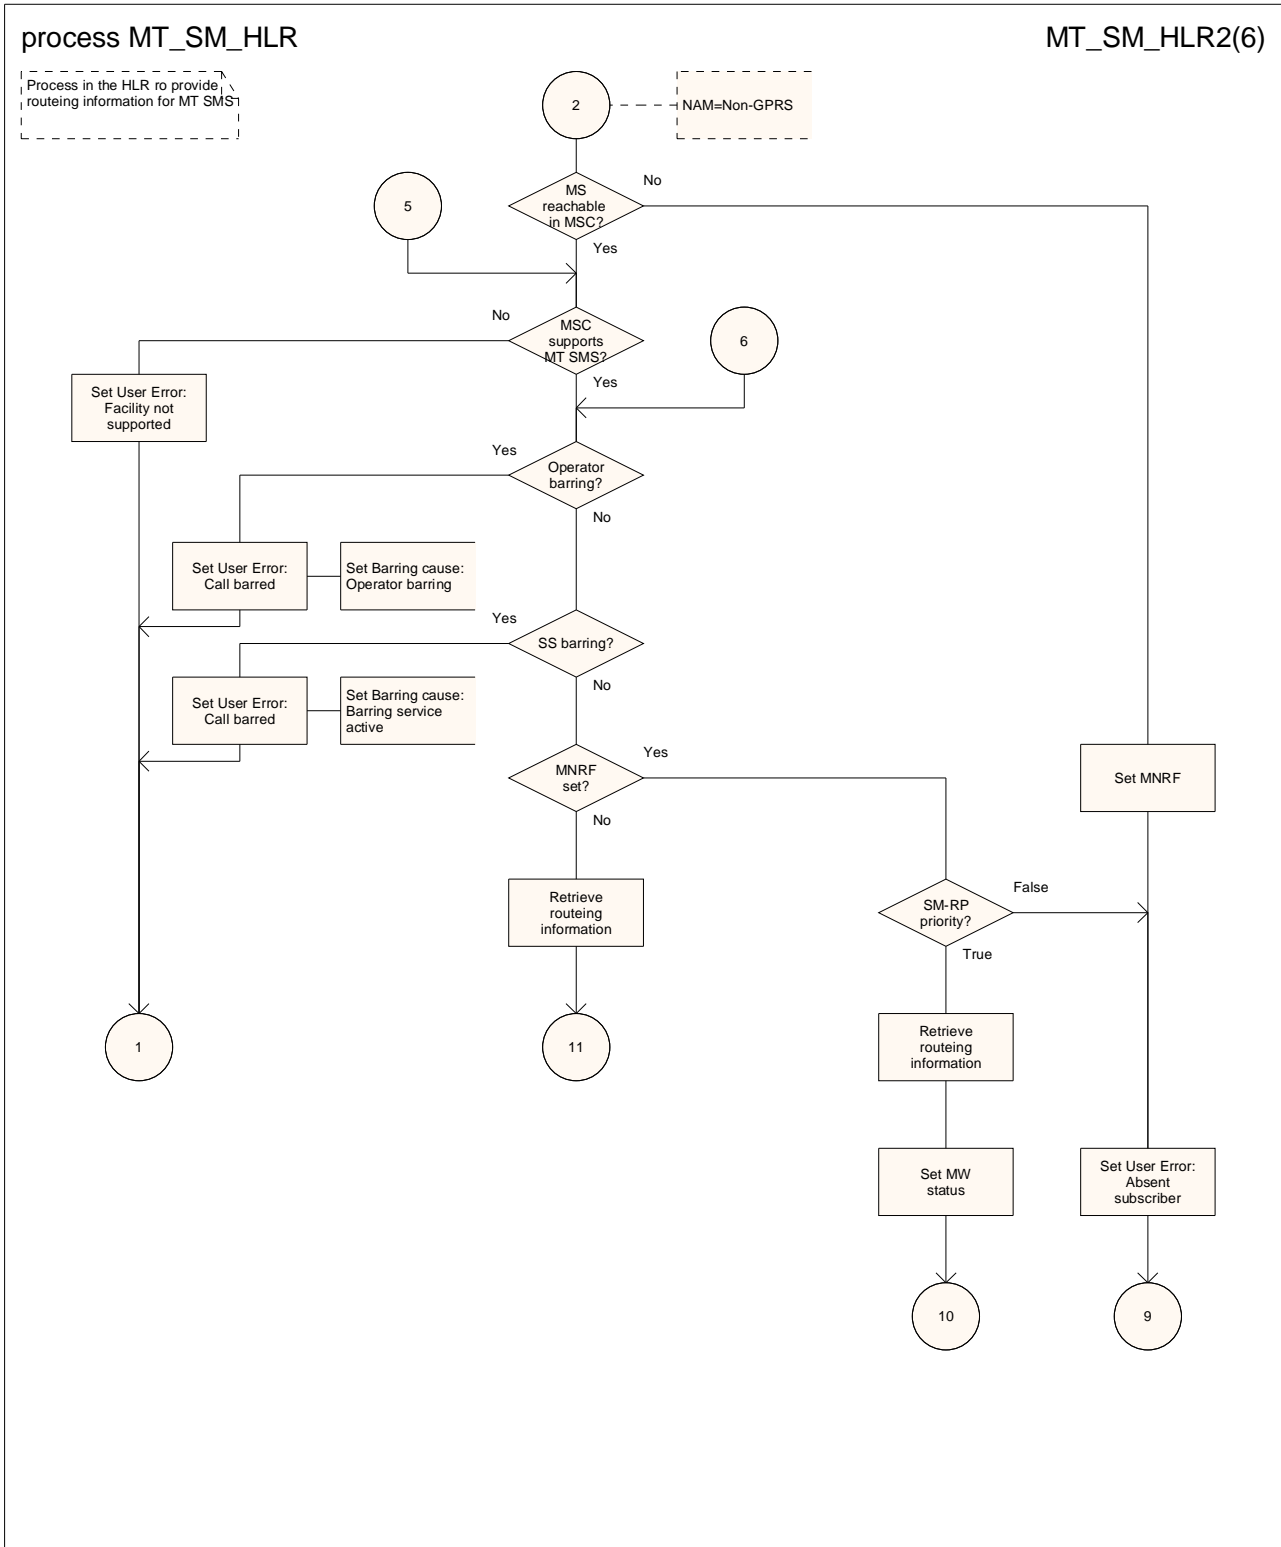 process MT_SM_HLR
MT_SM_HLR2(6)
Process in the HLR ro provide
routeing information for MT SMS
2
NAM=Non-GPRS
MS
reachable
in MSC?
No
Yes
5
MSC
supports
MT SMS?
No
Yes
6
Set User Error:
Facility not
supported
Operator
barring?
Yes
No
Set User Error:
Call barred
Set Barring cause:
Operator barring
SS barring?
Yes
No
Set User Error:
Call barred
Set Barring cause:
Barring service
active
MNRF
set?
Yes
No
Set MNRF
Retrieve
routeing
information
SM-RP
priority?
False
True
1
11
Retrieve
routeing
information
Set MW
status
Set User Error:
Absent
subscriber
10
9